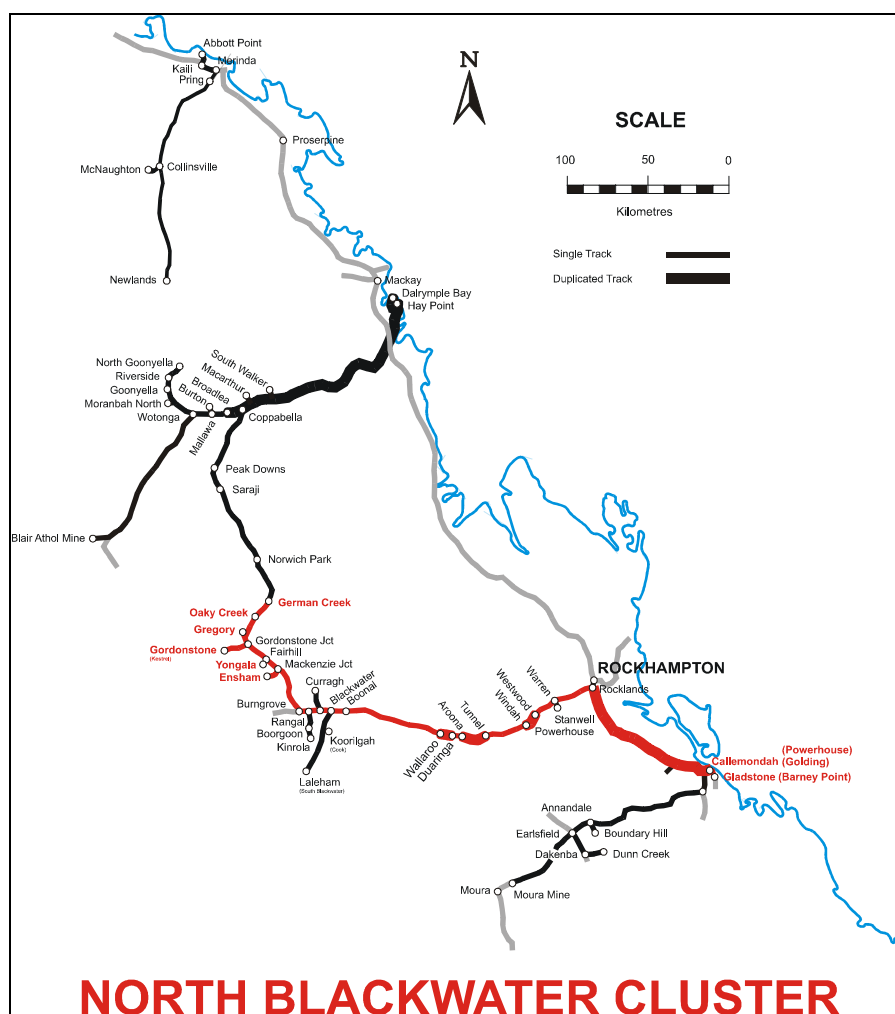 Abbott Point
Kaili
Merinda
Pring
N
SCALE
100
50
0
Kilometres
Proserpine
McNaughton
Collinsville
Single Track
Duplicated Track
Newlands
Mackay
Dalrymple Bay
Hay Point
North Goonyella
Riverside
Goonyella
Moranbah North
Wotonga
South Walker
Macarthur
Broadlea
Burton
Mallawa
Coppabella
Peak Downs
Saraji
Blair Athol Mine
Norwich Park
German Creek
Oaky Creek
Gregory
Gordonstone
(Kestrel)
Gordonstone Jct
Fairhill
Yongala
Mackenzie Jct
Ensham
Curragh
Burngrove
Blackwater
Boonal
Rangal
Boorgoon
Kinrola
Koorilgah
(Cook)
Laleham
(South Blackwater)
Wallaroo
Duaringa
Aroona
Tunnel
Windah
Westwood
Warren
Stanwell
Powerhouse
ROCKHAMPTON
Rocklands
(Powerhouse)
Callemondah (Golding)
Gladstone (Barney Point)
Annandale
Earlsfield
Boundary Hill
Dakenba
Dunn Creek
Moura
Moura Mine
NORTH BLACKWATER CLUSTER